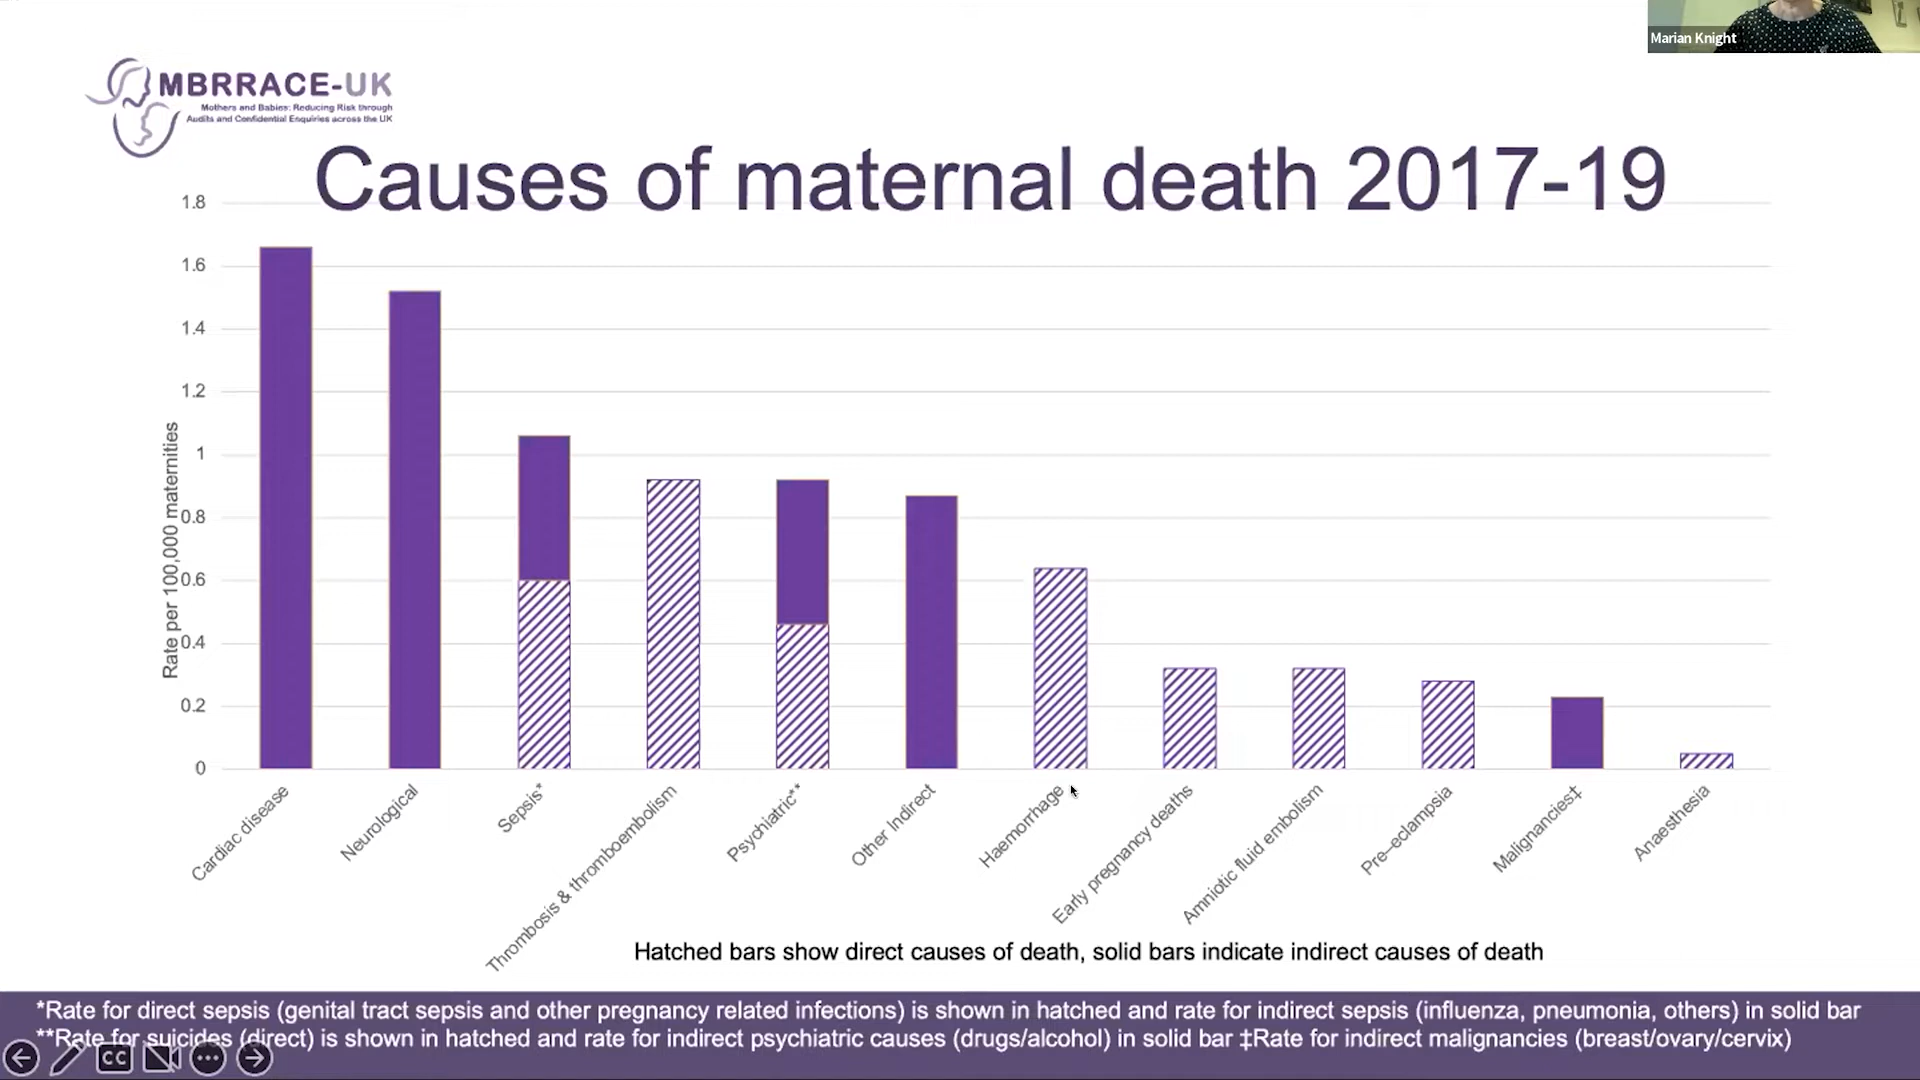 Marian Knight
MBRRACE-UK
Mothers and Babies: Reducing Risk through
Audits and Confidential Enquiries across the UK
Causes of maternal death 2017-19
Rate per 100,000 maternities
1.8
1.6
1.4
1.2
1
0.8
0.6
0.4
0.2
0
Cardiac disease
Neurological
Sepsis*
Thrombosis & thromboembolism
Psychiatric**
Other Indirect
Haemorrhage
Early pregnancy deaths
Amniotic fluid embolism
Pre–eclampsia
Malignancies‡
Anaesthesia
Hatched bars show direct causes of death, solid bars indicate indirect causes of death
*Rate for direct sepsis (genital tract sepsis and other pregnancy related infections) is shown in hatched and rate for indirect sepsis (influenza, pneumonia, others) in solid bar
**Rate for suicides (direct) is shown in hatched and rate for indirect psychiatric causes (drugs/alcohol) in solid bar ‡Rate for indirect malignancies (breast/ovary/cervix)
CC